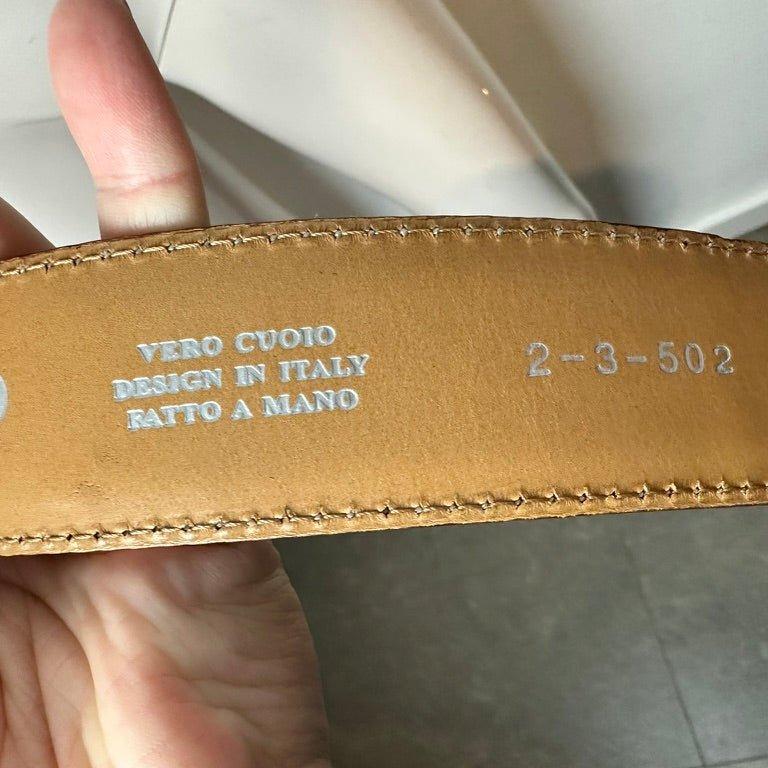 VERO CUOIO
DESIGN IN ITALY
FATTO A MANO
2-3-502